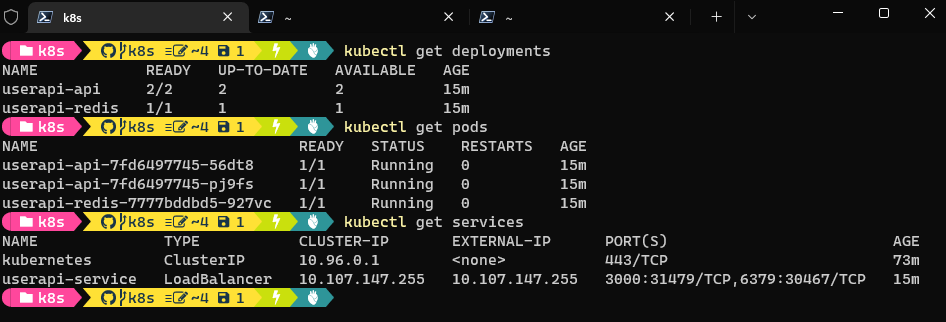 k8s
~
~
k8s k8s ~4 1 kubectl get deployments
NAME READY UP-TO-DATE AVAILABLE AGE
userapi-api 2/2 2 2 15m
userapi-redis 1/1 1 1 15m
k8s k8s ~4 1 kubectl get pods
NAME READY STATUS RESTARTS AGE
userapi-api-7fd6497745-56dt8 1/1 Running 0 15m
userapi-api-7fd6497745-pj9fs 1/1 Running 0 15m
userapi-redis-7777bddbd5-927vc 1/1 Running 0 15m
k8s k8s ~4 1 kubectl get services
NAME TYPE CLUSTER-IP EXTERNAL-IP PORT(S) AGE
kubernetes ClusterIP 10.96.0.1 <none> 443/TCP 73m
userapi-service LoadBalancer 10.107.147.255 10.107.147.255 3000:31479/TCP,6379:30467/TCP 15m
k8s k8s ~4 1